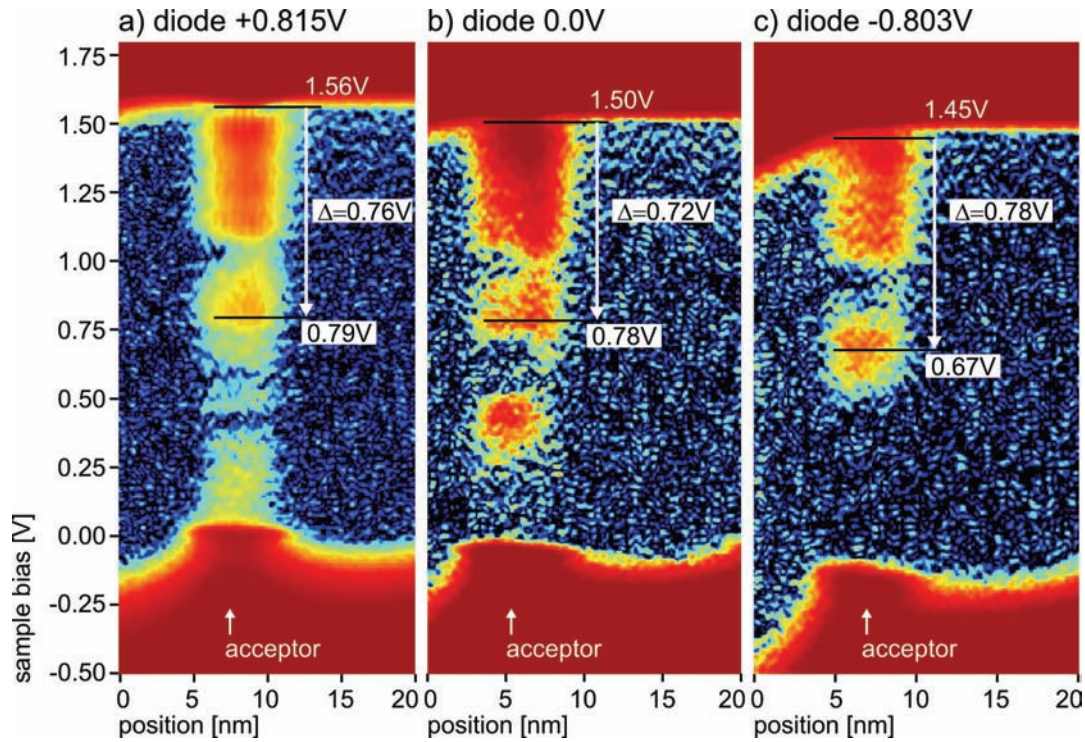 a) diode +0.815V
b) diode 0.0V
c) diode -0.803V
sample bias [V]
1.75
1.50
1.25
1.00
0.75
0.50
0.25
0.00
-0.25
-0.50
1.56V
Δ=0.76V
0.79V
acceptor
1.50V
Δ=0.72V
0.78V
acceptor
1.45V
Δ=0.78V
0.67V
acceptor
0 5 10 15 20
position [nm]
0 5 10 15 20
position [nm]
0 5 10 15 20
position [nm]